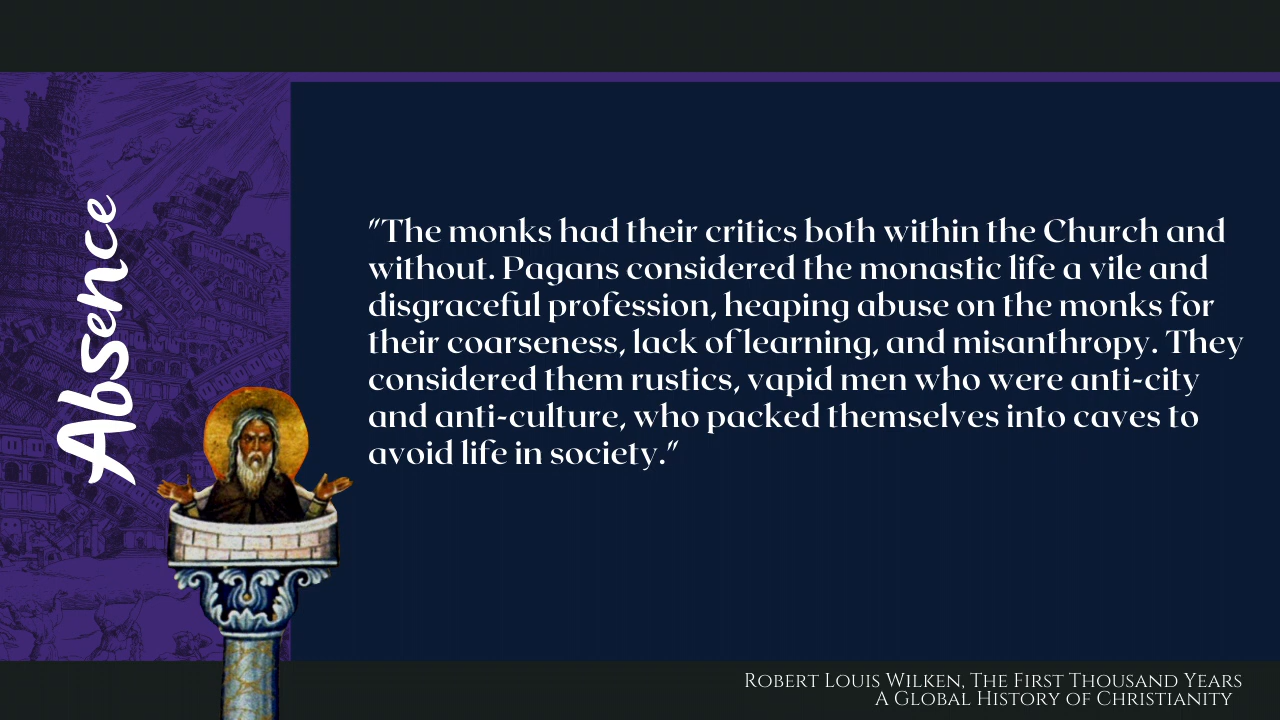 Absence
"The monks had their critics both within the Church and
without. Pagans considered the monastic life a vile and
disgraceful profession, heaping abuse on the monks for
their coarseness, lack of learning, and misanthropy. They
considered them rustics, vapid men who were anti-city
and anti-culture, who packed themselves into caves to
avoid life in society."
Robert Louis Wilken, The First Thousand Years
A Global History of Christianity